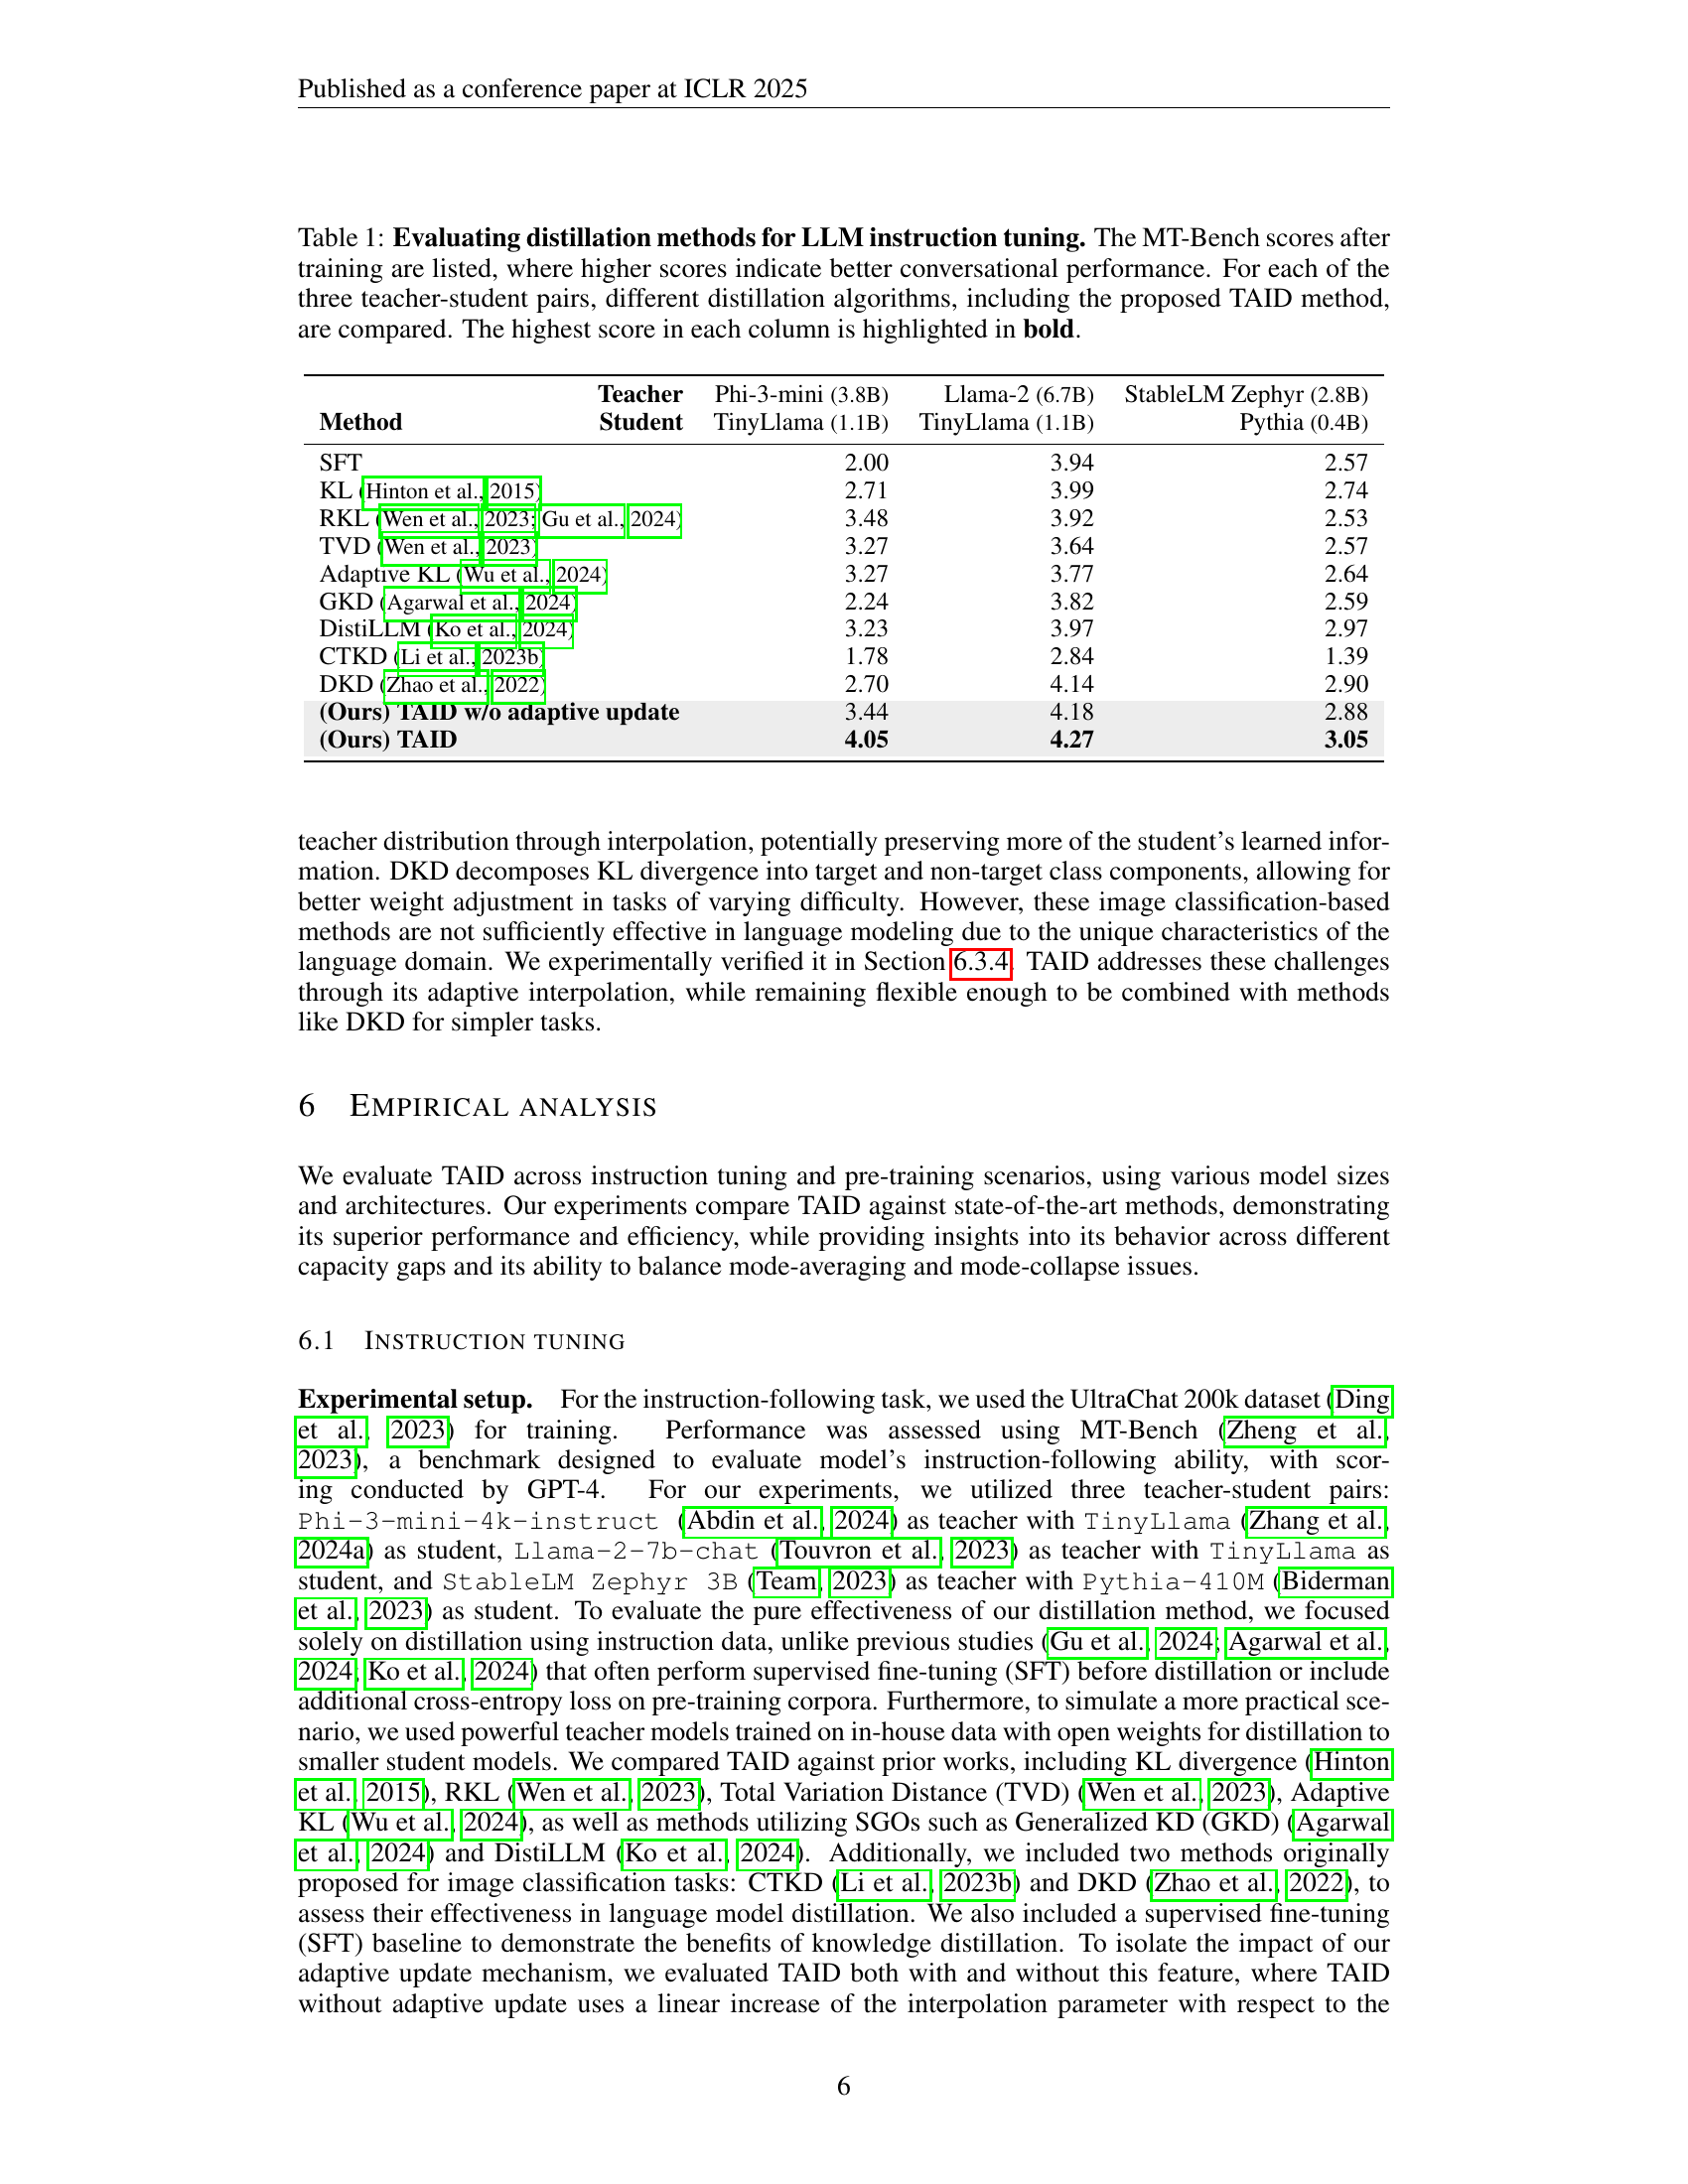 Published as a conference paper at ICLR 2025
Table 1: Evaluating distillation methods for LLM instruction tuning. The MT-Bench scores after
training are listed, where higher scores indicate better conversational performance. For each of the
three teacher-student pairs, different distillation algorithms, including the proposed TAID method,
are compared. The highest score in each column is highlighted in bold.
Teacher Phi-3-mini (3.8B) Llama-2 (6.7B) StableLM Zephyr (2.8B)
Method Student TinyLlama (1.1B) TinyLlama (1.1B) Pythia (0.4B)
SFT 2.00 3.94 2.57
KL (Hinton et al., 2015) 2.71 3.99 2.74
RKL (Wen et al., 2023; Gu et al., 2024) 3.48 3.92 2.53
TVD (Wen et al., 2023) 3.27 3.64 2.57
Adaptive KL (Wu et al., 2024) 3.27 3.77 2.64
GKD (Agarwal et al., 2024) 2.24 3.82 2.59
DistiLLM (Ko et al., 2024) 3.23 3.97 2.97
CTKD (Li et al., 2023b) 1.78 2.84 1.39
DKD (Zhao et al., 2022) 2.70 4.14 2.90
(Ours) TAID w/o adaptive update 3.44 4.18 2.88
(Ours) TAID 4.05 4.27 3.05
teacher distribution through interpolation, potentially preserving more of the student's learned infor-
mation. DKD decomposes KL divergence into target and non-target class components, allowing for
better weight adjustment in tasks of varying difficulty. However, these image classification-based
methods are not sufficiently effective in language modeling due to the unique characteristics of the
language domain. We experimentally verified it in Section 6.3.4. TAID addresses these challenges
through its adaptive interpolation, while remaining flexible enough to be combined with methods
like DKD for simpler tasks.
6 EMPIRICAL ANALYSIS
We evaluate TAID across instruction tuning and pre-training scenarios, using various model sizes
and architectures. Our experiments compare TAID against state-of-the-art methods, demonstrating
its superior performance and efficiency, while providing insights into its behavior across different
capacity gaps and its ability to balance mode-averaging and mode-collapse issues.
6.1 INSTRUCTION TUNING
Experimental setup. For the instruction-following task, we used the UltraChat 200k dataset (Ding
et al., 2023) for training. Performance was assessed using MT-Bench (Zheng et al.,
2023), a benchmark designed to evaluate model's instruction-following ability, with scor-
ing conducted by GPT-4. For our experiments, we utilized three teacher-student pairs:
Phi-3-mini-4k-instruct (Abdin et al., 2024) as teacher with TinyLlama (Zhang et al.,
2024a) as student, Llama-2-7b-chat (Touvron et al., 2023) as teacher with TinyLlama as
student, and StableLM Zephyr 3B (Team, 2023) as teacher with Pythia-410M (Biderman
et al., 2023) as student. To evaluate the pure effectiveness of our distillation method, we focused
solely on distillation using instruction data, unlike previous studies (Gu et al., 2024; Agarwal et al.,
2024; Ko et al., 2024) that often perform supervised fine-tuning (SFT) before distillation or include
additional cross-entropy loss on pre-training corpora. Furthermore, to simulate a more practical sce-
nario, we used powerful teacher models trained on in-house data with open weights for distillation to
smaller student models. We compared TAID against prior works, including KL divergence (Hinton
et al., 2015), RKL (Wen et al., 2023), Total Variation Distance (TVD) (Wen et al., 2023), Adaptive
KL (Wu et al., 2024), as well as methods utilizing SGOs such as Generalized KD (GKD) (Agarwal
et al., 2024) and DistiLLM (Ko et al., 2024). Additionally, we included two methods originally
proposed for image classification tasks: CTKD (Li et al., 2023b) and DKD (Zhao et al., 2022), to
assess their effectiveness in language model distillation. We also included a supervised fine-tuning
(SFT) baseline to demonstrate the benefits of knowledge distillation. To isolate the impact of our
adaptive update mechanism, we evaluated TAID both with and without this feature, where TAID
without adaptive update uses a linear increase of the interpolation parameter with respect to the
6